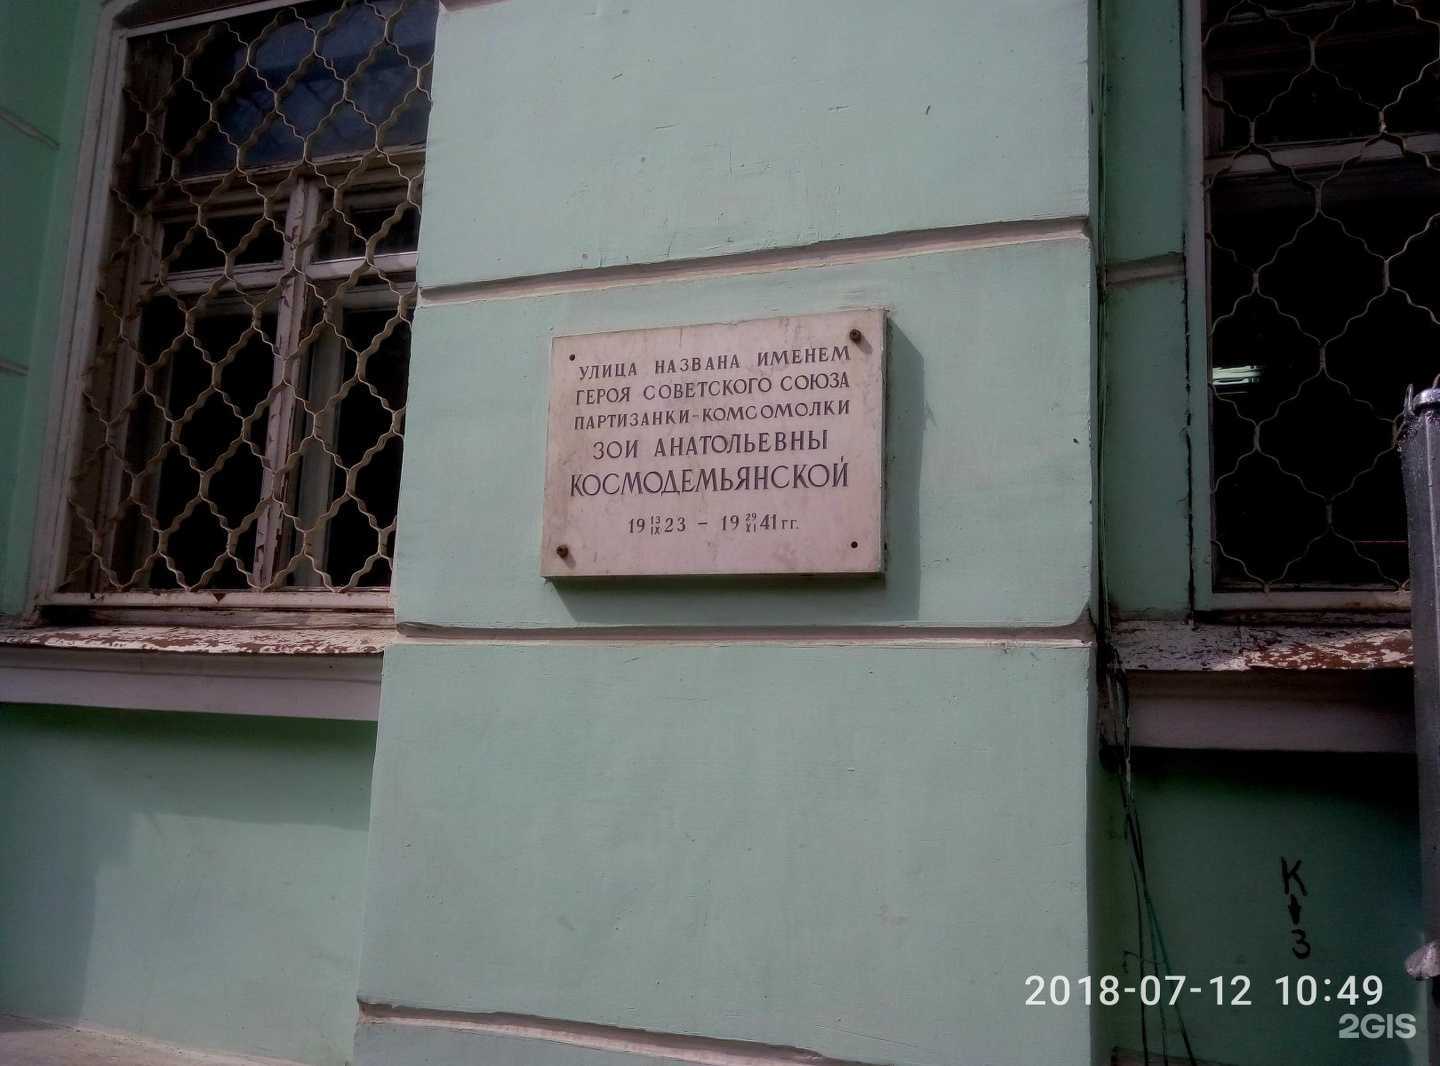 УЛИЦА НАЗВАНА ИМЕНЕМ
ГЕРОЯ СОВЕТСКОГО СОЮЗА
ПАРТИЗАНКИ-КОМСОМОЛКИ
ЗОИ АНАТОЛЬЕВНЫ
КОСМОДЕМЬЯНСКОЙ
19 13/IX 23 – 19 29/XI 41 гг.
К
З
2018-07-12 10:49
2GIS